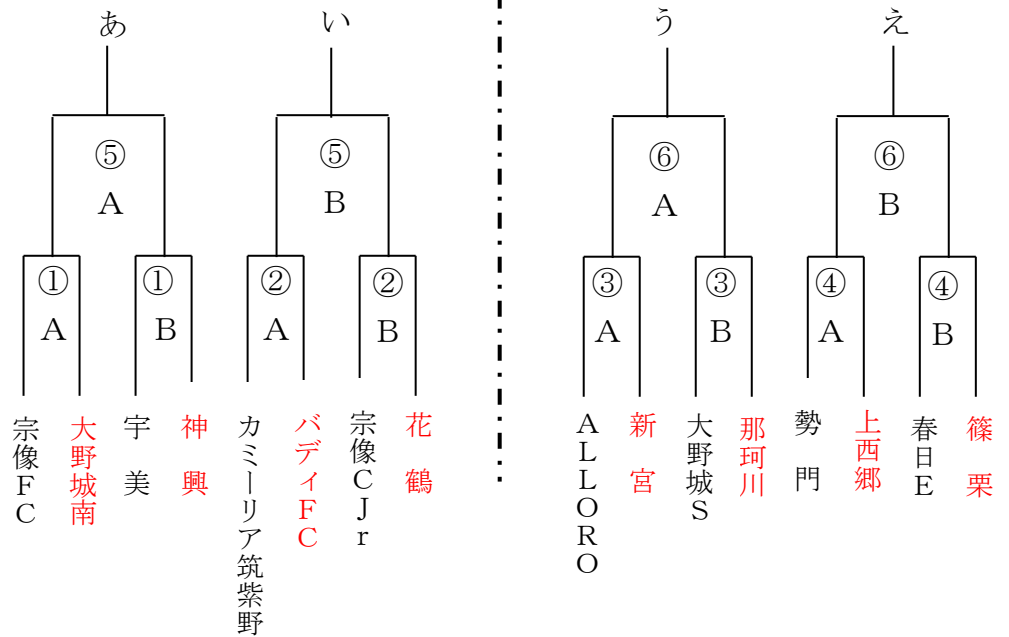 あ
い
う
え
⑤
A
⑤
B
⑥
A
⑥
B
①
A
①
B
②
A
②
B
③
A
③
B
④
A
④
B
宗像FC
大野城南
宇美
神興
カミーリア筑紫野
バディFC
宗像CJr
花鶴
ALLORO
新宮
大野城S
那珂川
勢門
上西郷
春日E
篠栗